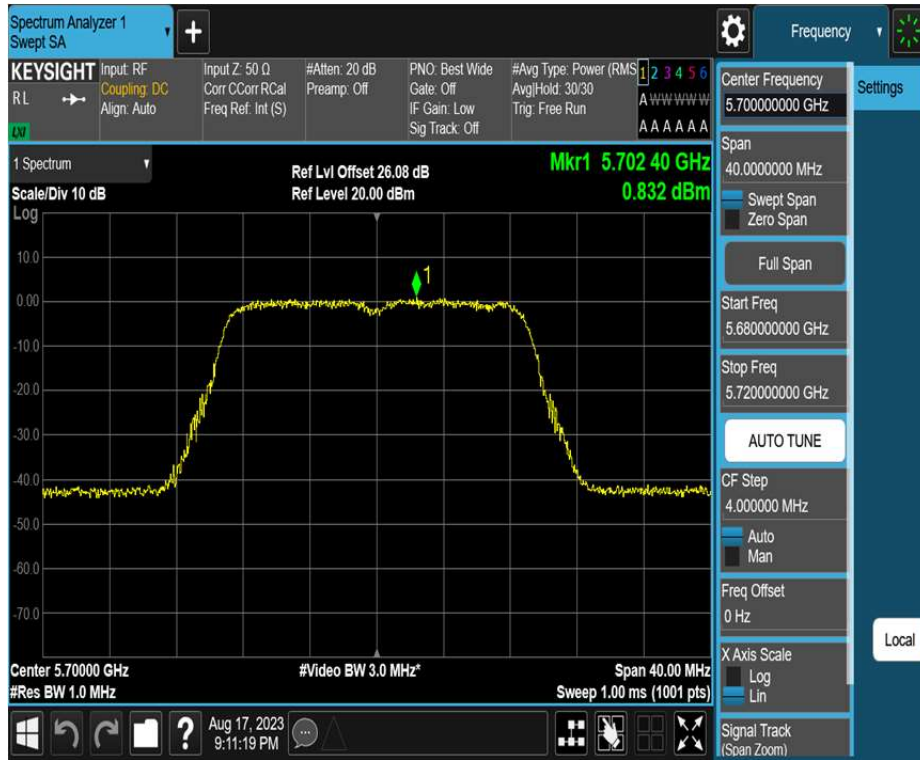 Spectrum Analyzer 1
Swept SA
+
Frequency
KEYSIGHT
R L
LXI
Input: RF
Coupling: DC
Align: Auto
Input Z: 50 Ω
Corr CCorr RCal
Freq Ref: Int (S)
#Atten: 20 dB
Preamp: Off
PNO: Best Wide
Gate: Off
IF Gain: Low
Sig Track: Off
#Avg Type: Power (RMS
Avg|Hold: 30/30
Trig: Free Run
1 2 3 4 5 6
A W W W W W
A A A A A A
1 Spectrum
Scale/Div 10 dB
Log
Ref Lvl Offset 26.08 dB
Ref Level 20.00 dBm
Mkr1 5.702 40 GHz
0.832 dBm
10.0
0.00
-10.0
-20.0
-30.0
-40.0
-50.0
-60.0
-70.0
1
Center 5.70000 GHz
#Res BW 1.0 MHz
#Video BW 3.0 MHz*
Span 40.00 MHz
Sweep 1.00 ms (1001 pts)
?
Aug 17, 2023
9:11:19 PM
Center Frequency
5.700000000 GHz
Span
40.0000000 MHz
Swept Span
Zero Span
Full Span
Start Freq
5.680000000 GHz
Stop Freq
5.720000000 GHz
AUTO TUNE
CF Step
4.000000 MHz
Auto
Man
Freq Offset
0 Hz
X Axis Scale
Log
Lin
Signal Track
(Span Zoom)
Settings
Local